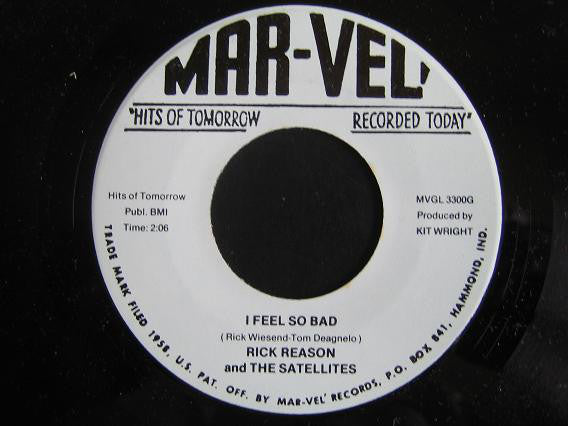 MAR-VEL'
"HITS OF TOMORROW RECORDED TODAY"
Hits of Tomorrow
Publ. BMI
Time: 2:06
MVGL 3300G
Produced by
KIT WRIGHT
I FEEL SO BAD
( Rick Wiesend-Tom Deagnelo )
RICK REASON
and THE SATELLITES
TRADE MARK FILED 1958, U.S. PAT. OFF. BY MAR-VEL' RECORDS, P.O. BOX 841, HAMMOND, IND.